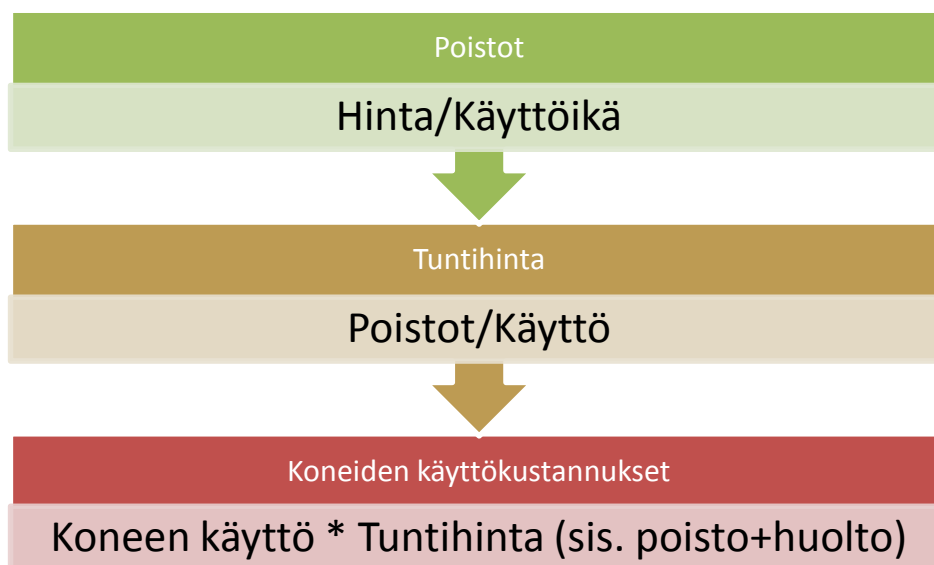 Poistot
Hinta/Käyttöikä
Tuntihinta
Poistot/Käyttö
Koneiden käyttökustannukset
Koneen käyttö * Tuntihinta (sis. poisto+huolto)